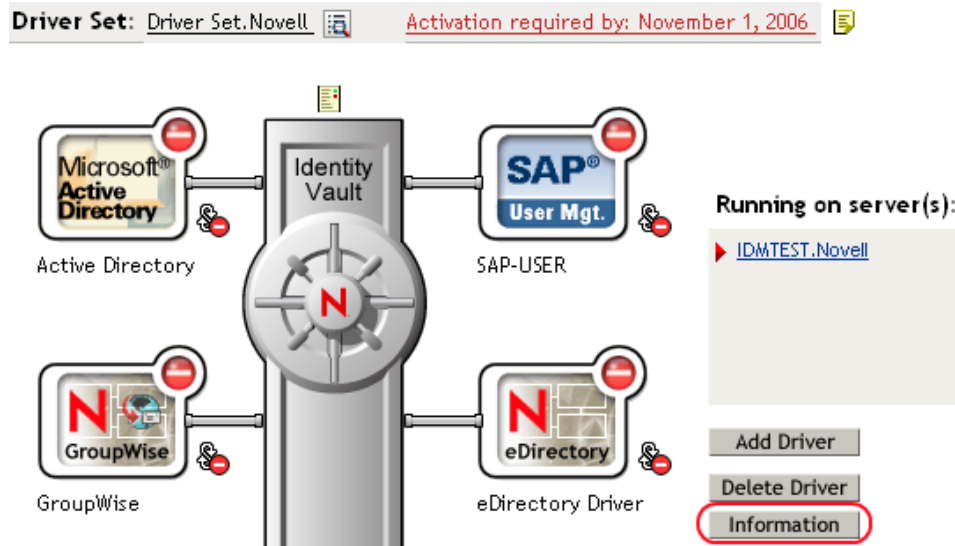 Driver Set: Driver Set.Novell Activation required by: November 1, 2006
Identity
Vault
Microsoft®
Active
Directory
Active Directory
SAP®
User Mgt.
SAP-USER
Running on server(s):
IDMTEST.Novell
N
N
GroupWise
GroupWise
N
eDirectory
eDirectory Driver
Add Driver
Delete Driver
Information